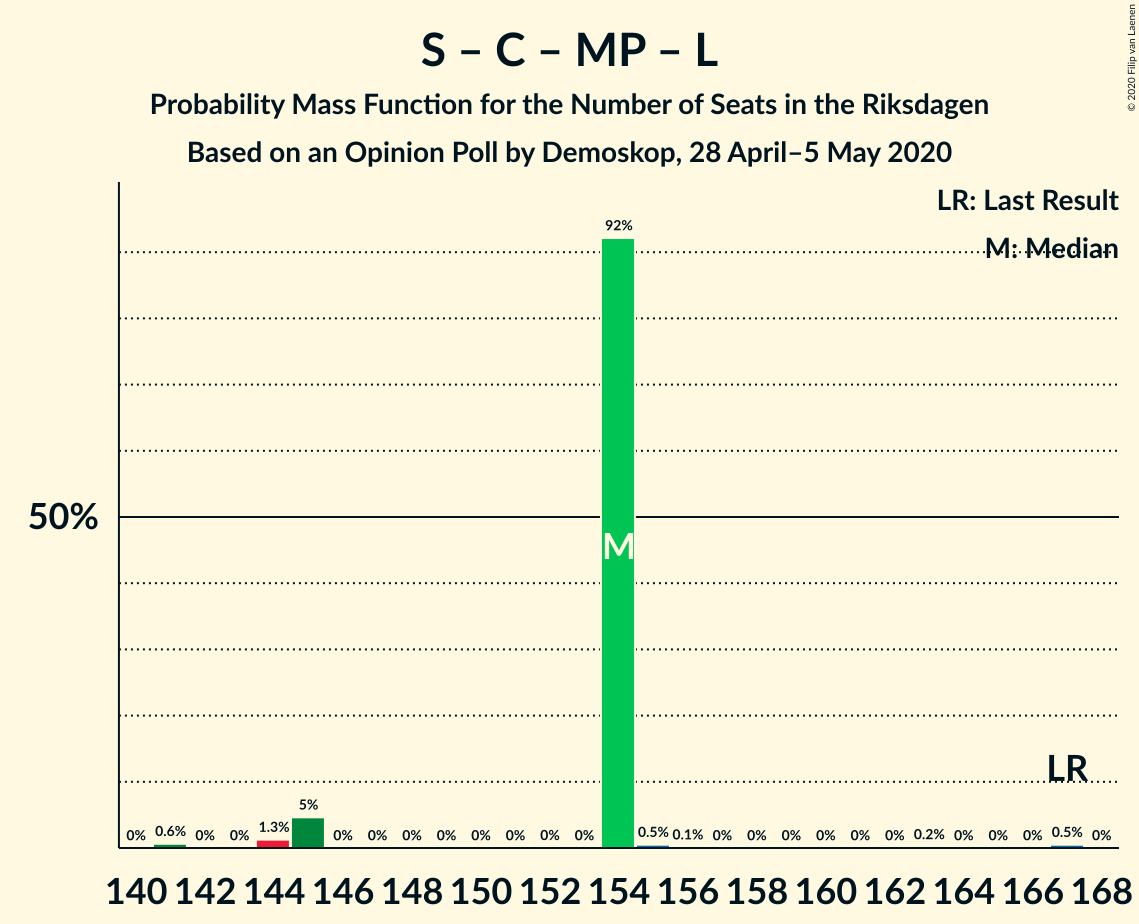 S – C – MP – L
Probability Mass Function for the Number of Seats in the Riksdagen
Based on an Opinion Poll by Demoskop, 28 April–5 May 2020
© 2020 Filip van Laenen
LR: Last Result
M: Median
92%
50%
M
LR
0% 0.6% 0% 0% 1.3% 5% 0% 0% 0% 0% 0% 0% 0% 0% 0.5% 0.1% 0% 0% 0% 0% 0% 0% 0.2% 0% 0% 0% 0.5% 0%
140 142 144 146 148 150 152 154 156 158 160 162 164 166 168